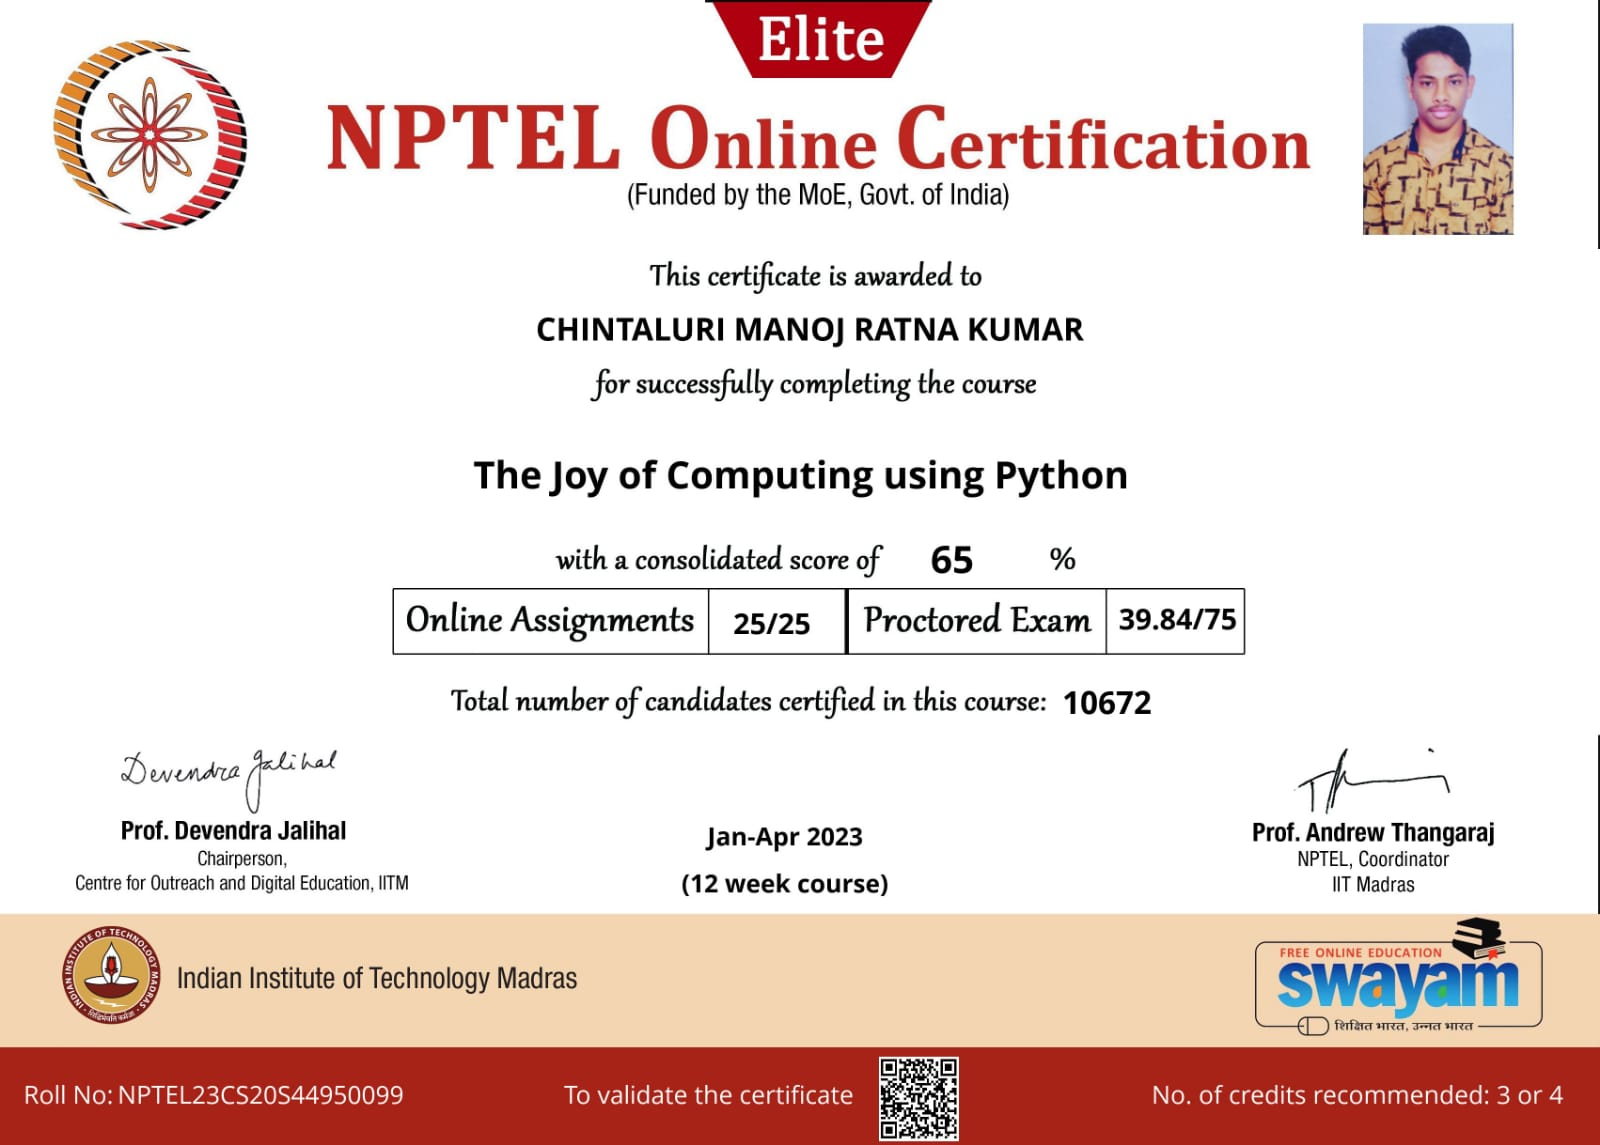 Elite
NPTEL Online Certification
(Funded by the MoE, Govt. of India)
This certificate is awarded to
CHINTALURI MANOJ RATNA KUMAR
for successfully completing the course
The Joy of Computing using Python
with a consolidated score of 65 %
Online Assignments 25/25 Proctored Exam 39.84/75
Total number of candidates certified in this course: 10672
Devendra Jalihal
Prof. Devendra Jalihal
Chairperson,
Centre for Outreach and Digital Education, IITM
Jan-Apr 2023
(12 week course)
Prof. Andrew Thangaraj
NPTEL, Coordinator
IIT Madras
INDIAN INSTITUTE OF TECHNOLOGY MADRAS
सिद्धिर्भवति कर्मजा
Indian Institute of Technology Madras
FREE ONLINE EDUCATION
swayam
शिक्षित भारत, उन्नत भारत
Roll No: NPTEL23CS20S44950099
To validate the certificate
No. of credits recommended: 3 or 4